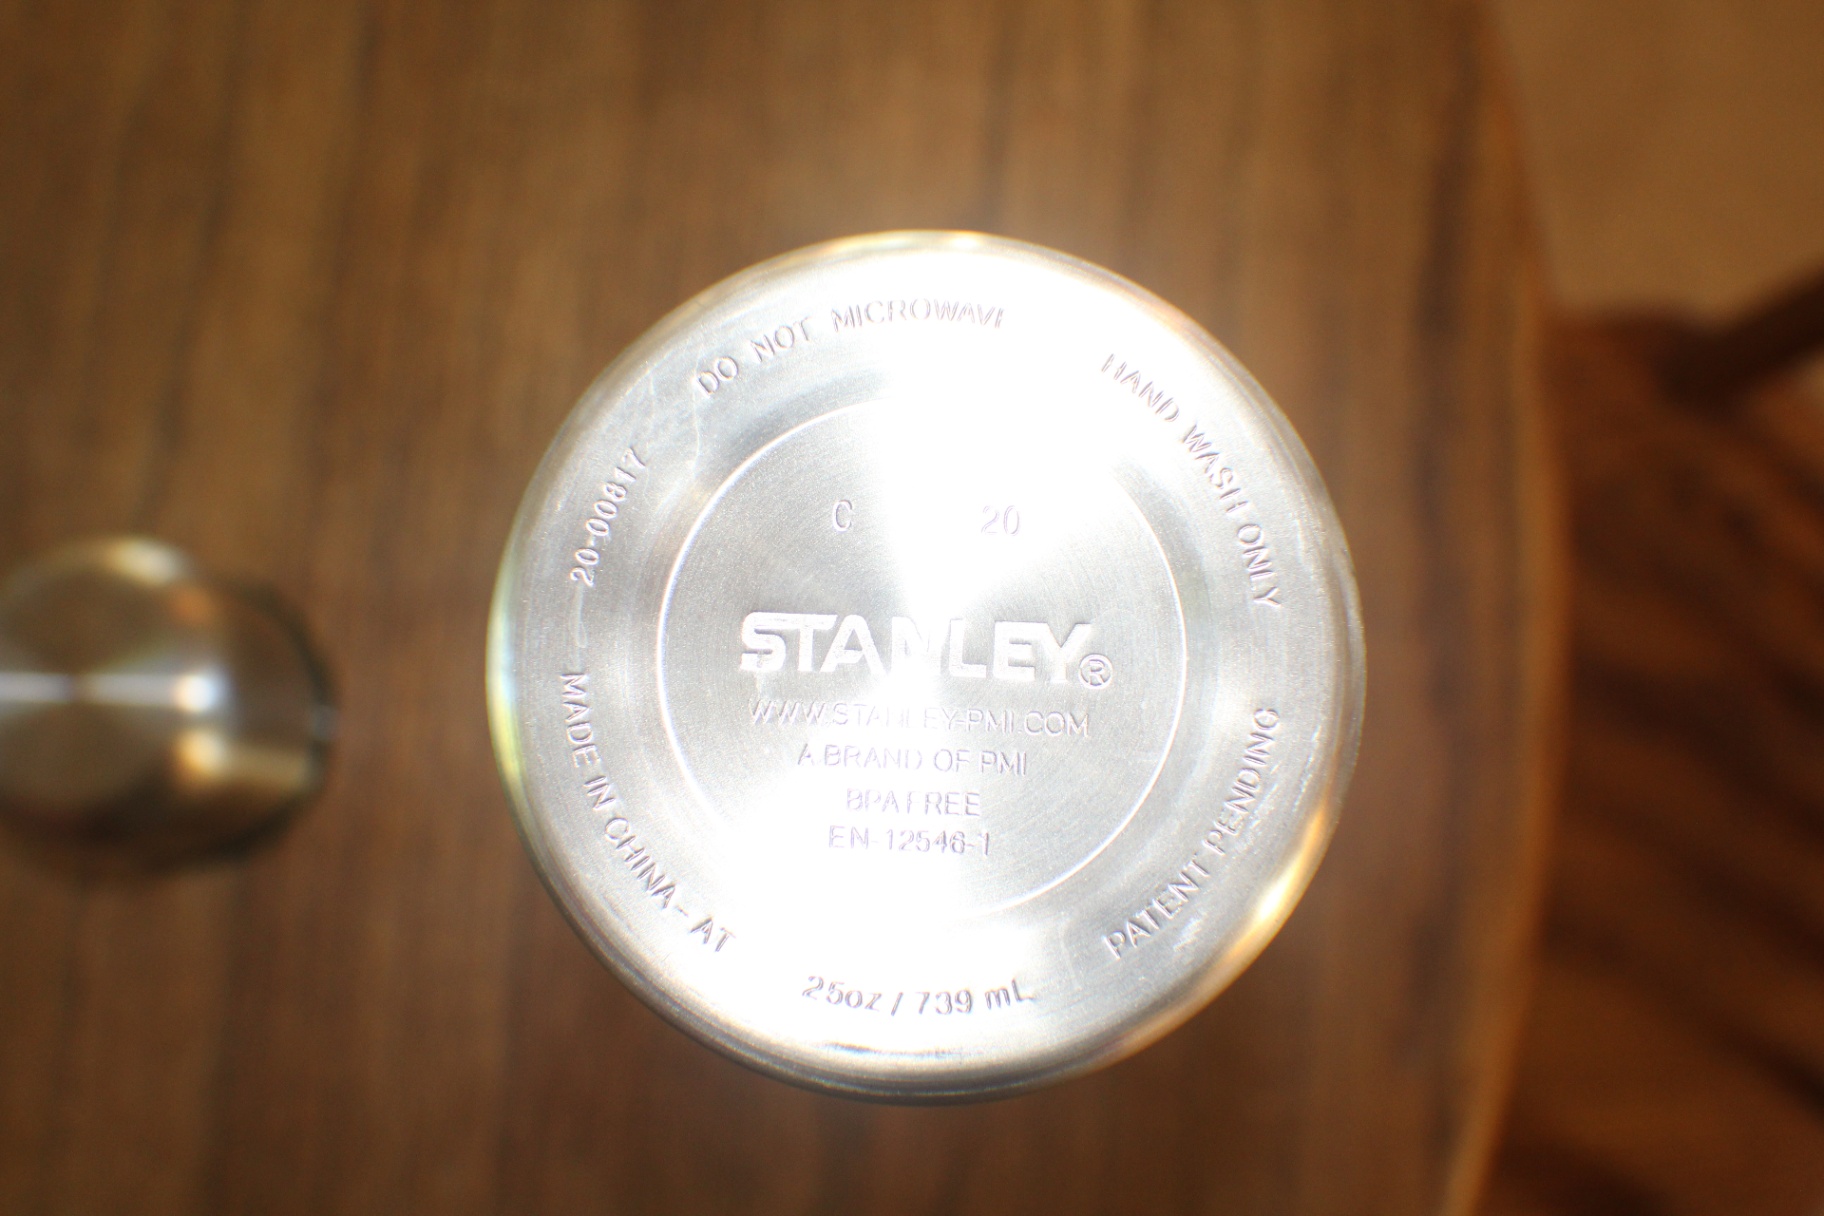 DO NOT MICROWAVE
HAND WASH ONLY
PATENT PENDING
25oz / 739 mL
MADE IN CHINA - AT
20-00817
C 20
STANLEY®
WWW.STANLEY-PMI.COM
A BRAND OF PMI
BPA FREE
EN-12546-1